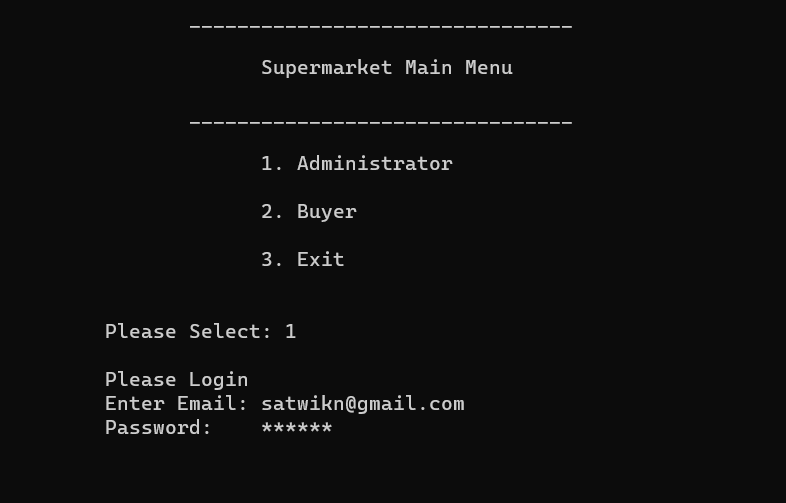 ________________________________
Supermarket Main Menu
________________________________
1. Administrator
2. Buyer
3. Exit
Please Select: 1
Please Login
Enter Email: satwikn@gmail.com
Password: ******